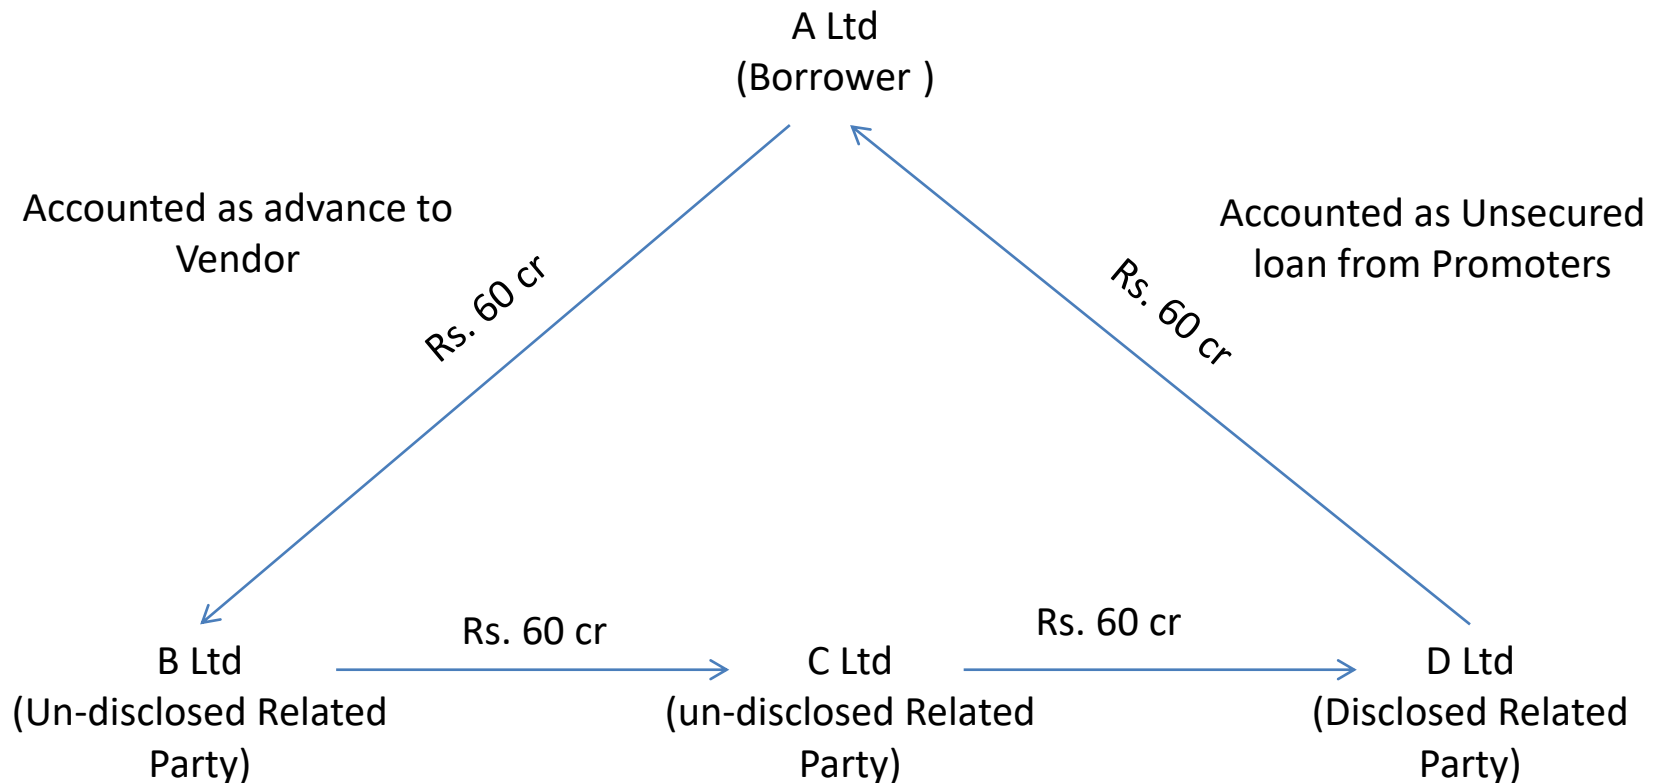 A Ltd
(Borrower )
Accounted as advance to
Vendor
Rs. 60 cr
Accounted as Unsecured
loan from Promoters
Rs. 60 cr
Rs. 60 cr
Rs. 60 cr
B Ltd
(Un-disclosed Related
Party)
C Ltd
(un-disclosed Related
Party)
D Ltd
(Disclosed Related
Party)